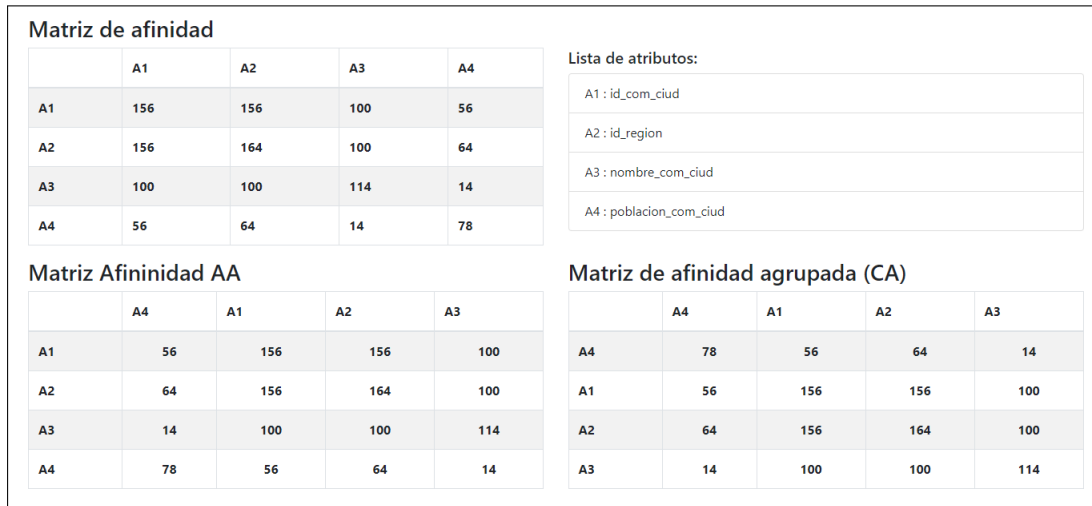 Matriz de afinidad
A1 A2 A3 A4
A1 156 156 100 56
A2 156 164 100 64
A3 100 100 114 14
A4 56 64 14 78
Lista de atributos:
A1 : id_com_ciud
A2 : id_region
A3 : nombre_com_ciud
A4 : poblacion_com_ciud
Matriz Afininidad AA
A4 A1 A2 A3
A1 56 156 156 100
A2 64 156 164 100
A3 14 100 100 114
A4 78 56 64 14
Matriz de afinidad agrupada (CA)
A4 A1 A2 A3
A4 78 56 64 14
A1 56 156 156 100
A2 64 156 164 100
A3 14 100 100 114